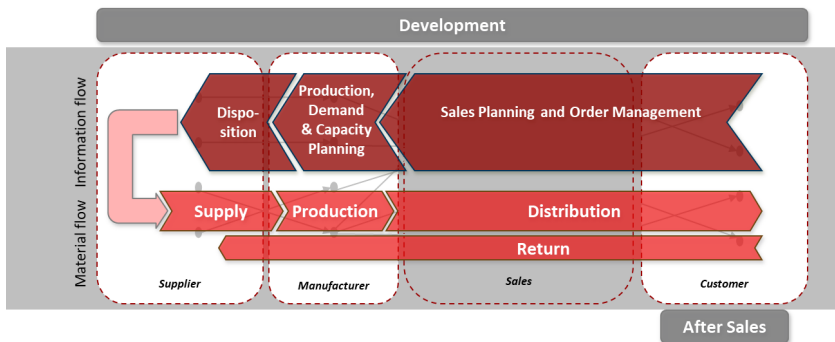 Development
Information flow
Dispo-
sition
Production,
Demand
& Capacity
Planning
Sales Planning and Order Management
Material flow
Supply
Production
Distribution
Return
Supplier
Manufacturer
Sales
Customer
After Sales